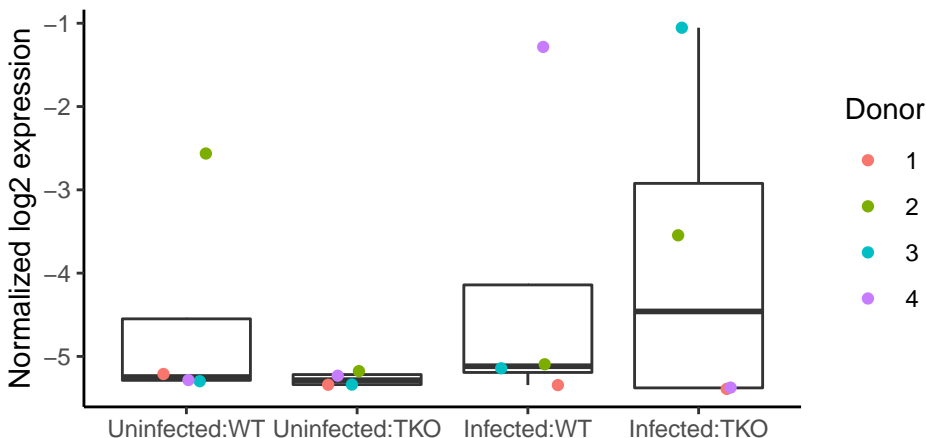 Normalized log2 expression
−1
−2
−3
−4
−5
Uninfected:WT
Uninfected:TKO
Infected:WT
Infected:TKO
Donor
1
2
3
4